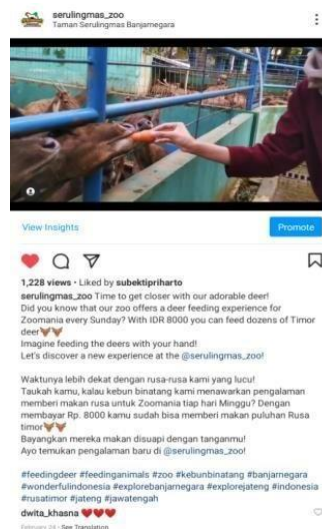 serulingmas_zoo
Taman Serulingmas Banjarnegara
View Insights
Promote
1,228 views · Liked by subektipriharto
serulingmas_zoo Time to get closer with our adorable deer!
Did you know that our zoo offers a deer feeding experience for
Zoomania every Sunday? With IDR 8000 you can feed dozens of Timor
deer🦌🦌
Imagine feeding the deers with your hand!
Let's discover a new experience at the @serulingmas_zoo!
Waktunya lebih dekat dengan rusa-rusa kami yang lucu!
Taukah kamu, kalau kebun binatang kami menawarkan pengalaman
memberi makan rusa untuk Zoomania tiap hari Minggu? Dengan
membayar Rp. 8000 kamu sudah bisa memberi makan puluhan Rusa
timor🦌🦌
Bayangkan mereka makan disuapi dengan tanganmu!
Ayo temukan pengalaman baru di @serulingmas_zoo!
#feedingdeer #feedinganimals #zoo #kebunbinatang #banjarnegara
#wonderfulindonesia #explorebanjarnegara #explorejateng #indonesia
#rusatimor #jateng #jawatengah
dwita_khasna ❤️❤️❤️
February 24 · See Translation